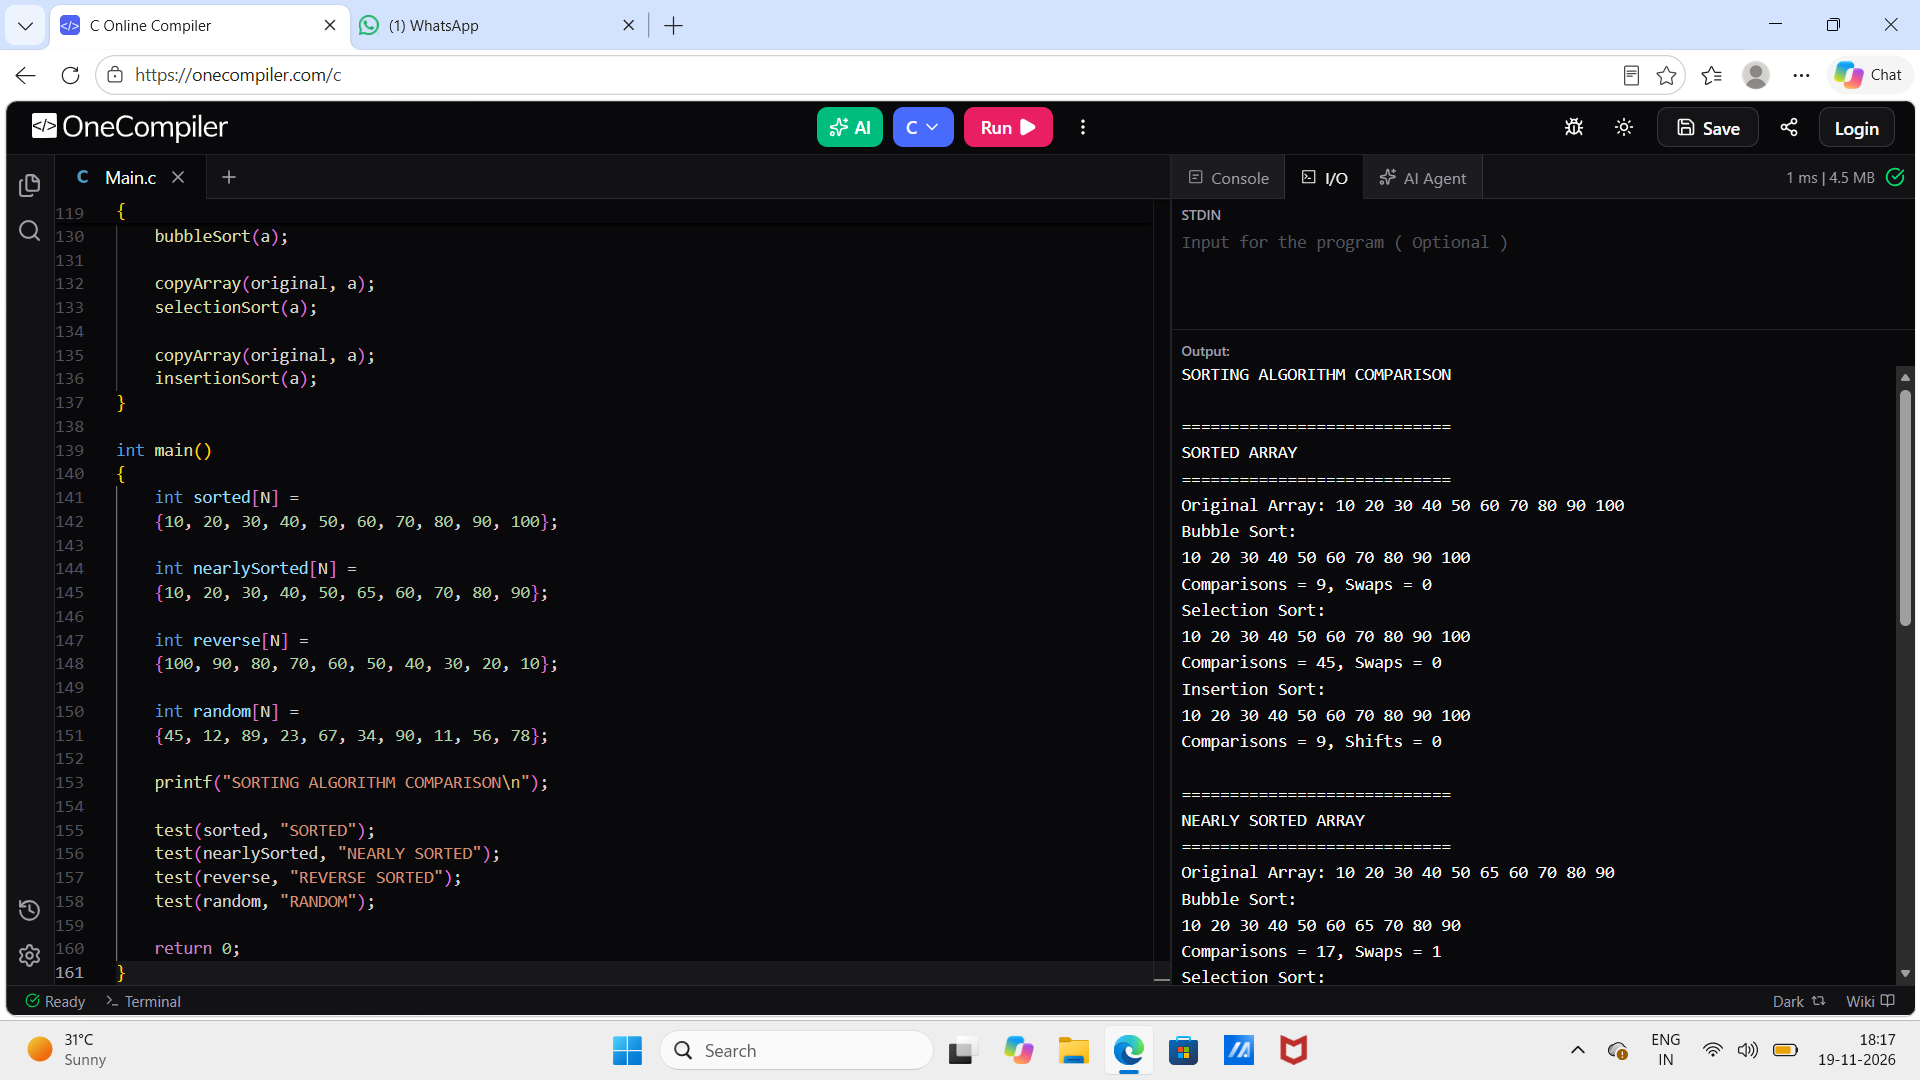 C Online Compiler
(1) WhatsApp
https://onecompiler.com/c
Chat
</> OneCompiler
AI
C
Run
Save
Login
C Main.c
Console
I/O
AI Agent
1 ms | 4.5 MB
119 {
130 bubbleSort(a);
131
132 copyArray(original, a);
133 selectionSort(a);
134
135 copyArray(original, a);
136 insertionSort(a);
137 }
138
139 int main()
140 {
141 int sorted[N] =
142 {10, 20, 30, 40, 50, 60, 70, 80, 90, 100};
143
144 int nearlySorted[N] =
145 {10, 20, 30, 40, 50, 65, 60, 70, 80, 90};
146
147 int reverse[N] =
148 {100, 90, 80, 70, 60, 50, 40, 30, 20, 10};
149
150 int random[N] =
151 {45, 12, 89, 23, 67, 34, 90, 11, 56, 78};
152
153 printf("SORTING ALGORITHM COMPARISON\n");
154
155 test(sorted, "SORTED");
156 test(nearlySorted, "NEARLY SORTED");
157 test(reverse, "REVERSE SORTED");
158 test(random, "RANDOM");
159
160 return 0;
161 }
STDIN
Input for the program ( Optional )
Output:
SORTING ALGORITHM COMPARISON
============================
SORTED ARRAY
============================
Original Array: 10 20 30 40 50 60 70 80 90 100
Bubble Sort:
10 20 30 40 50 60 70 80 90 100
Comparisons = 9, Swaps = 0
Selection Sort:
10 20 30 40 50 60 70 80 90 100
Comparisons = 45, Swaps = 0
Insertion Sort:
10 20 30 40 50 60 70 80 90 100
Comparisons = 9, Shifts = 0
============================
NEARLY SORTED ARRAY
============================
Original Array: 10 20 30 40 50 65 60 70 80 90
Bubble Sort:
10 20 30 40 50 60 65 70 80 90
Comparisons = 17, Swaps = 1
Selection Sort:
Ready
Terminal
Dark
Wiki
31°C
Sunny
Search
ENG
IN
18:17
19-11-2026